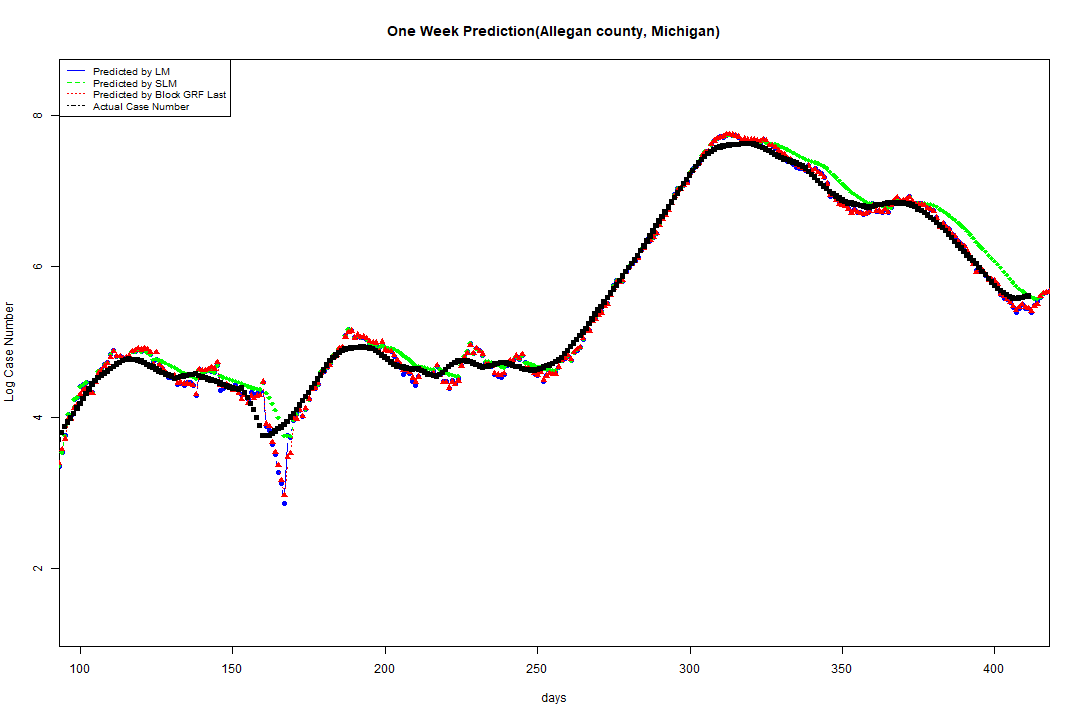 One Week Prediction(Allegan county, Michigan)
Predicted by LM
Predicted by SLM
Predicted by Block GRF Last
Actual Case Number
8
6
4
2
Log Case Number
100 150 200 250 300 350 400
days